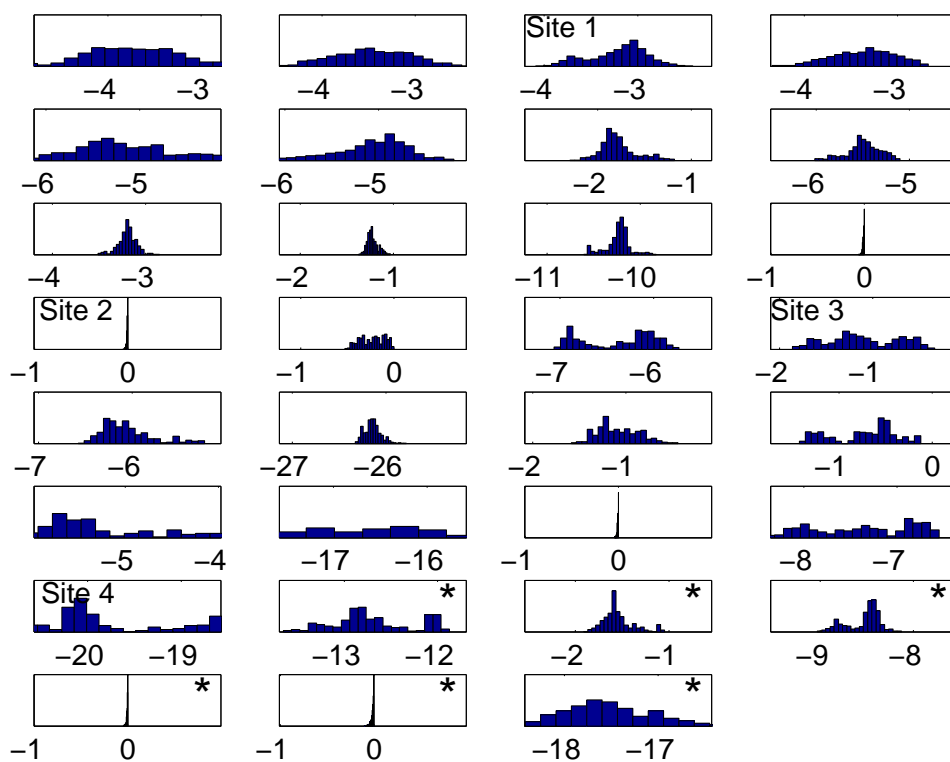 Site 1
−4 −3 −4 −3 −4 −3 −4 −3
−6 −5 −6 −5 −2 −1 −6 −5
−4 −3 −2 −1 −11 −10 −1 0
Site 2 Site 3
−1 0 −1 0 −7 −6 −2 −1
−7 −6 −27 −26 −2 −1 −1 0
−5 −4 −17 −16 −1 0 −8 −7
Site 4 * * *
−20 −19 −13 −12 −2 −1 −9 −8
* * *
−1 0 −1 0 −18 −17